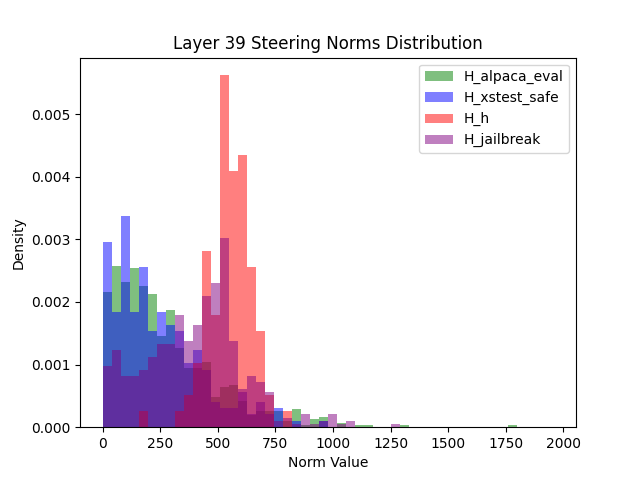 Layer 39 Steering Norms Distribution
H_alpaca_eval
H_xstest_safe
H_h
H_jailbreak
0.005
0.004
0.003
0.002
0.001
0.000
Density
0 250 500 750 1000 1250 1500 1750 2000
Norm Value